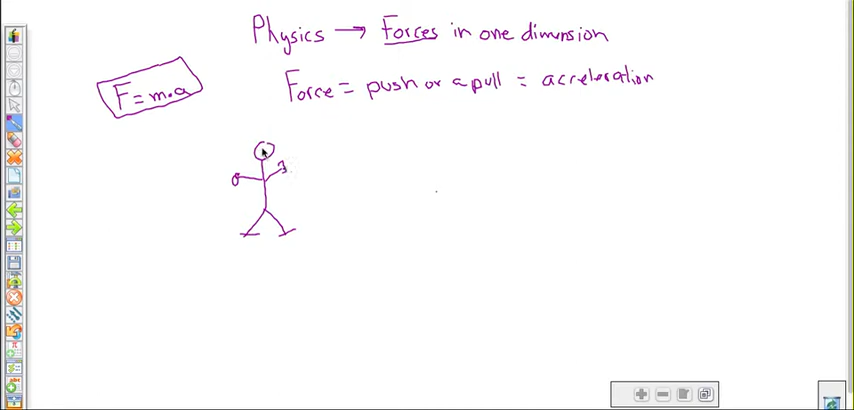 Physics → Forces in one dimension
F = m•a
Force = push or a pull = acceleration